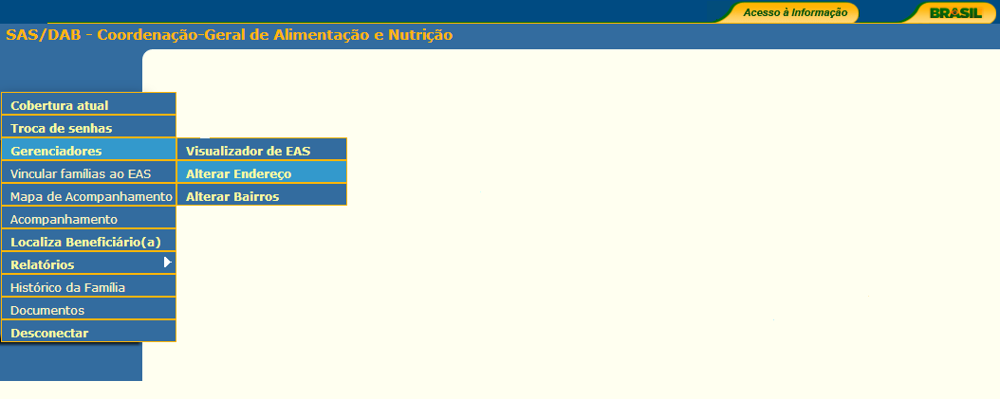 Acesso à Informação
BRASIL
SAS/DAB - Coordenação-Geral de Alimentação e Nutrição
Cobertura atual
Troca de senhas
Gerenciadores
Visualizador de EAS
Vincular famílias ao EAS
Alterar Endereço
Mapa de Acompanhamento
Alterar Bairros
Acompanhamento
Localiza Beneficiário(a)
Relatórios
Histórico da Família
Documentos
Desconectar